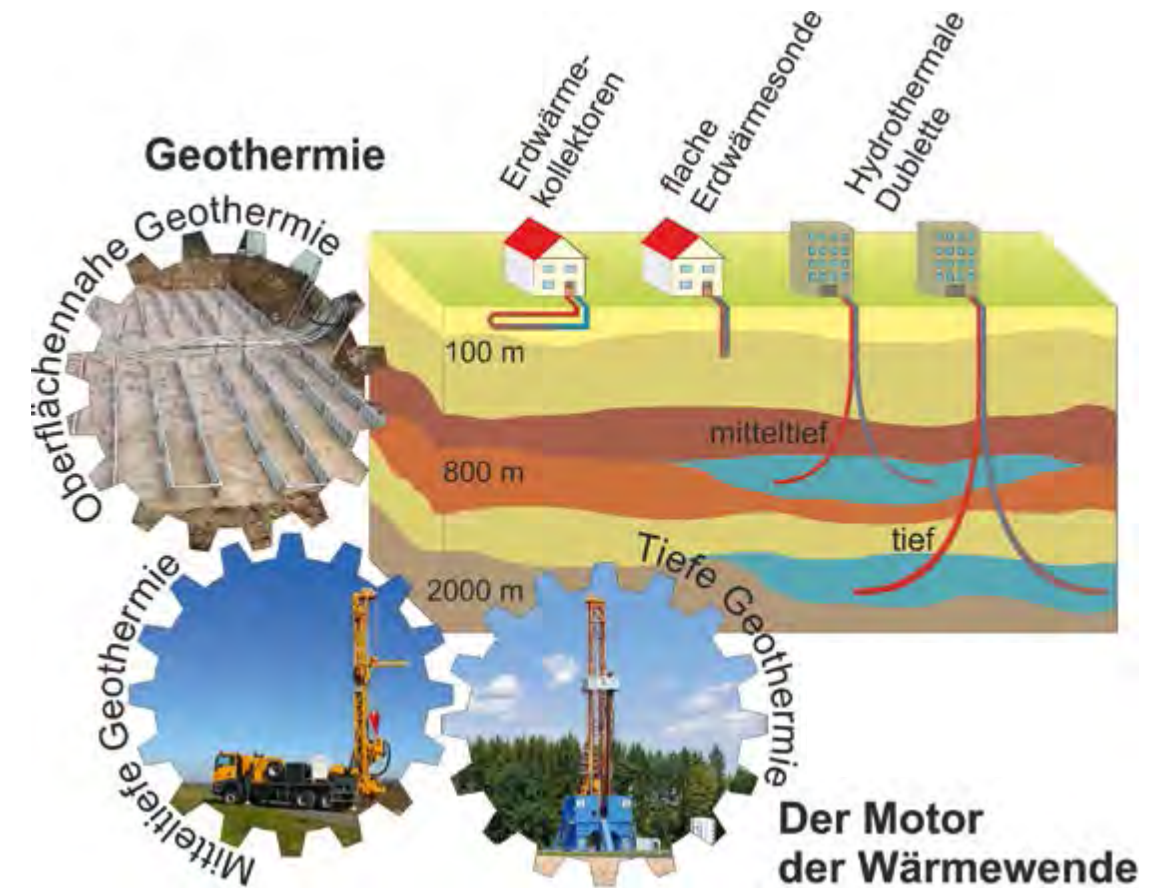 Geothermie
Erdwärme-
kollektoren
flache
Erdwärmesonde
Hydrothermale
Dublette
Oberflächennahe Geothermie
100 m
mitteltief
800 m
tief
2000 m
Mitteltiefe Geothermie
Tiefe Geothermie
Der Motor
der Wärmewende